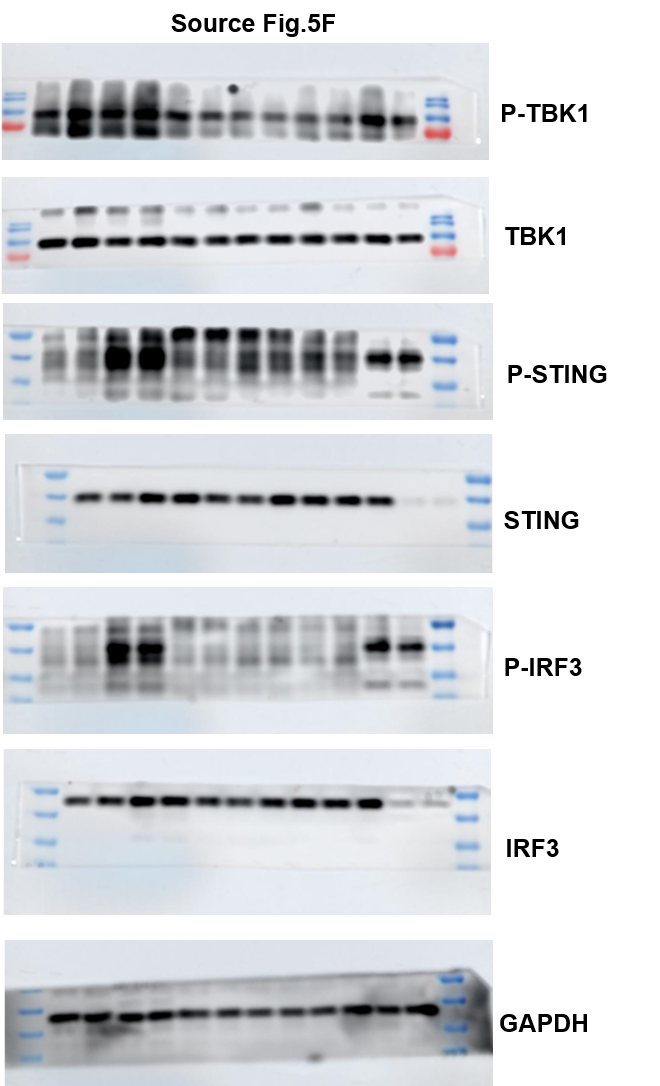 Source Fig.5F
P-TBK1
TBK1
P-STING
STING
P-IRF3
IRF3
GAPDH